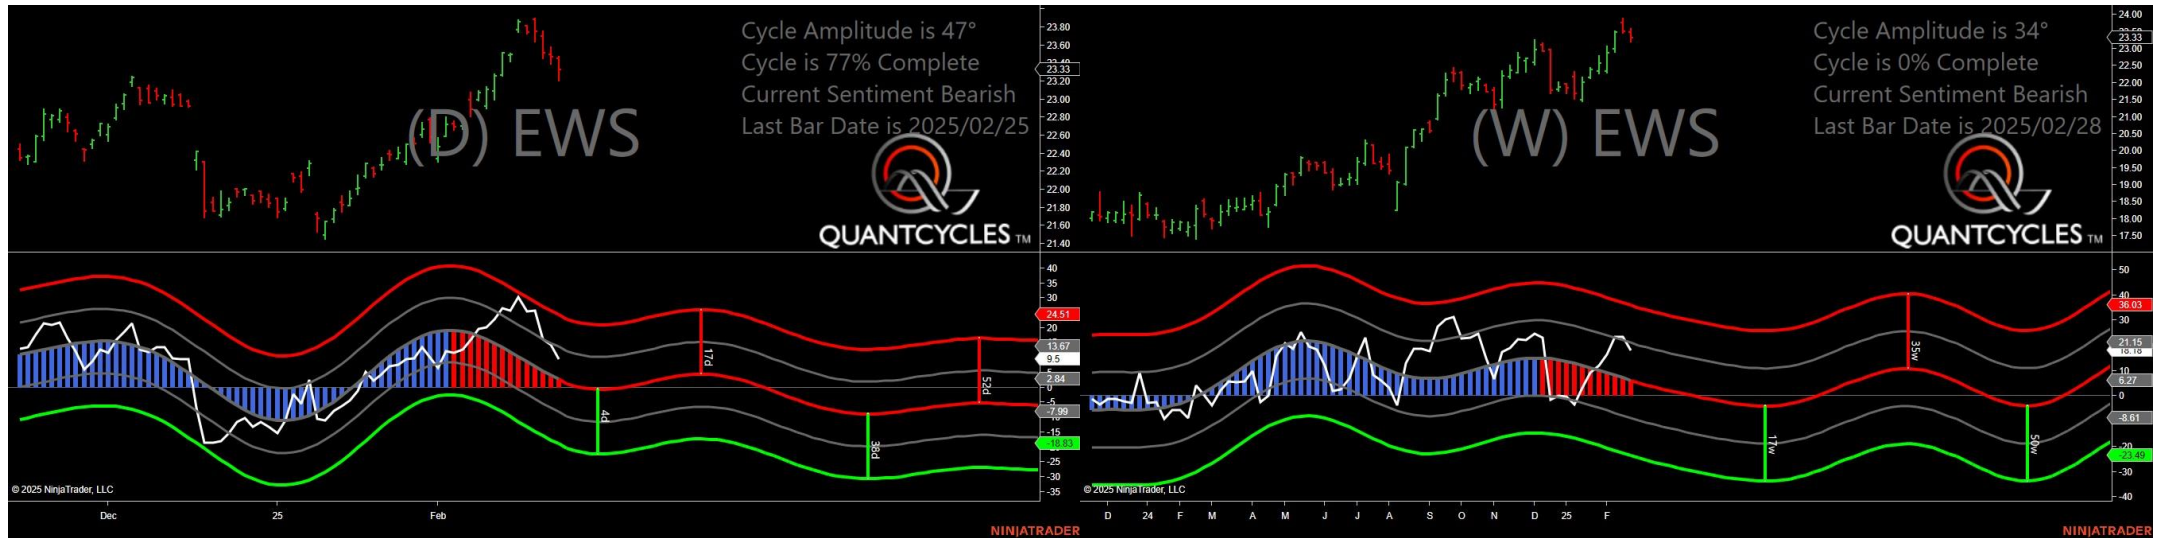 Cycle Amplitude is 47°
Cycle is 77% Complete
Current Sentiment Bearish
Last Bar Date is 2025/02/25
(D) EWS
QUANTCYCLES TM
23.80
23.60
23.33
23.20
23.00
22.80
22.60
22.40
22.20
22.00
21.80
21.60
21.40
40
35
30
24.51
20
13.67
9.5
2.84
0
-5
-7.99
-15
-18.83
-25
-30
-35
4d
17d
38d
52d
© 2025 NinjaTrader, LLC
Dec
25
Feb
NINJATRADER
Cycle Amplitude is 34°
Cycle is 0% Complete
Current Sentiment Bearish
Last Bar Date is 2025/02/28
(W) EWS
QUANTCYCLES TM
24.00
23.33
23.00
22.50
22.00
21.50
21.00
20.50
20.00
19.50
19.00
18.50
18.00
17.50
50
40
36.03
30
21.15
10
6.27
0
-8.61
-20
-23.49
-30
-40
17w
35w
50w
© 2025 NinjaTrader, LLC
D 24 F M A M J J A S O N D 25 F
NINJATRADER